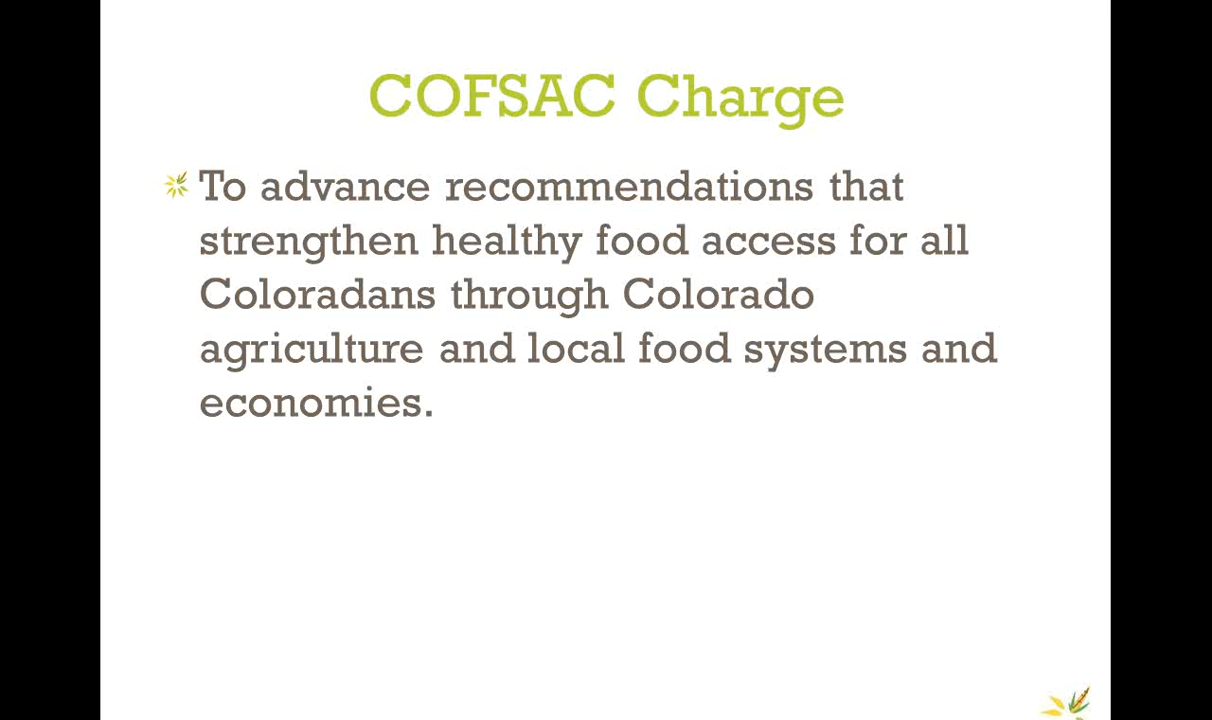 COFSAC Charge
To advance recommendations that
strengthen healthy food access for all
Coloradans through Colorado
agriculture and local food systems and
economies.